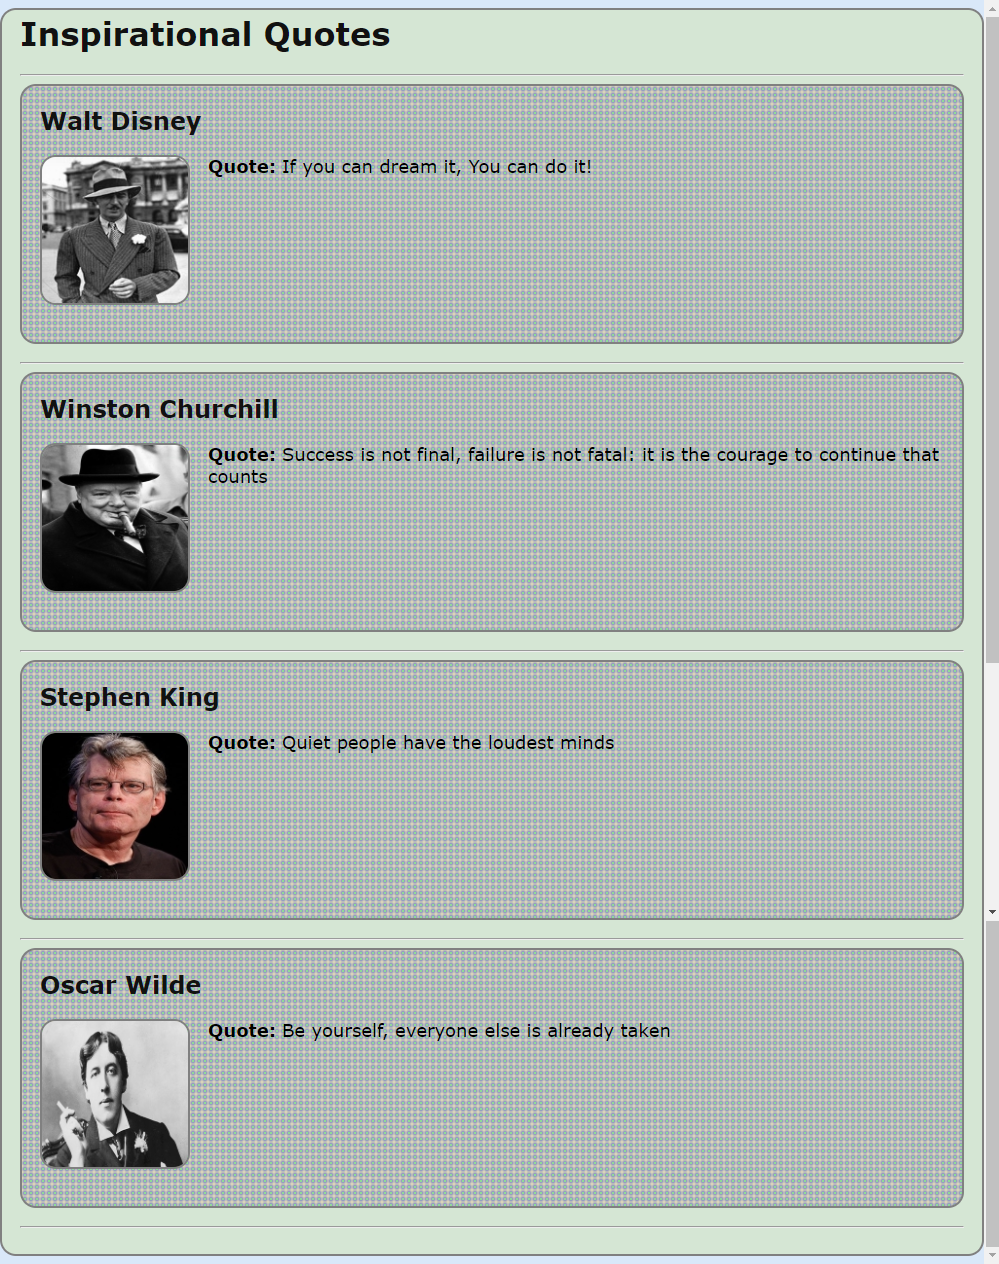 Inspirational Quotes
Walt Disney
Quote: If you can dream it, You can do it!
Winston Churchill
Quote: Success is not final, failure is not fatal: it is the courage to continue that
counts
Stephen King
Quote: Quiet people have the loudest minds
Oscar Wilde
Quote: Be yourself, everyone else is already taken